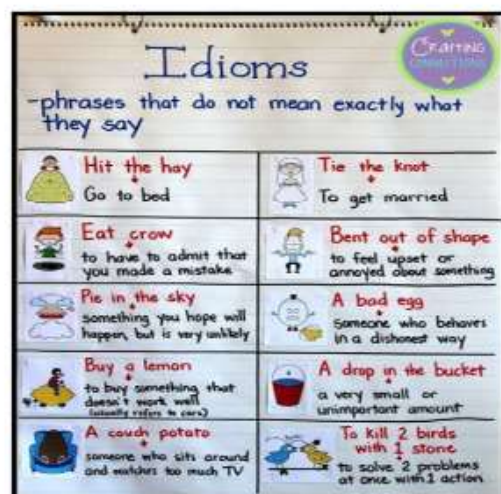 CRAFTING
CONNECTIONS
Idioms
-phrases that do not mean exactly what
they say
Hit the hay
Go to bed
Tie the knot
To get married
Eat crow
to have to admit that
you made a mistake
Bent out of shape
to feel upset or
annoyed about something
Pie in the sky
something you hope will
happen, but is very unlikely
A bad egg
Someone who behaves
in a dishonest way
Buy a lemon
to buy something that
doesn't work well
(usually refers to cars)
A drop in the bucket
a very small or
unimportant amount
A couch potato
someone who sits around
and watches too much TV
To kill 2 birds
with 1 stone
to solve 2 problems
at once with 1 action